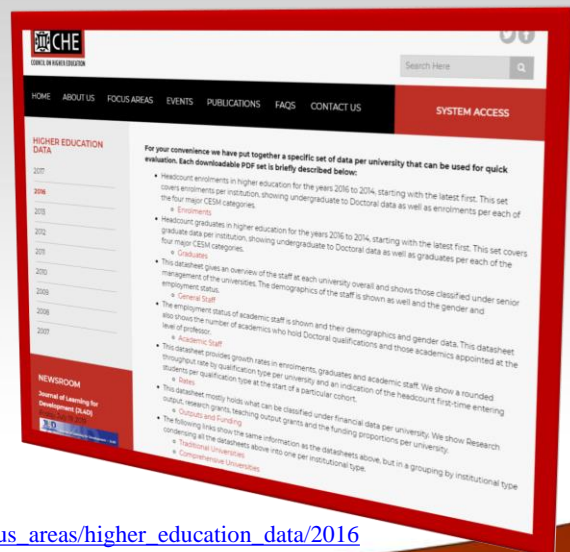 CHE
COUNCIL ON HIGHER EDUCATION
Search Here
HOME ABOUT US FOCUS AREAS EVENTS PUBLICATIONS FAQS CONTACT US
SYSTEM ACCESS
HIGHER EDUCATION
DATA
2017
2016
2013
2012
2011
2010
2009
2008
2007
NEWSROOM
Journal of Learning for
Development (JL4D)
For your convenience we have put together a specific set of data per university that can be used for quick
evaluation. Each downloadable PDF set is briefly described below:
• Headcount enrolments in higher education for the years 2016 to 2014, starting with the latest first. This set
covers enrolments per institution, showing undergraduate to Doctoral data as well as enrolments per each of
the four major CESM categories.
Enrolments
• Headcount graduates in higher education for the years 2016 to 2014, starting with the latest first. This set covers
graduate data per institution, showing undergraduate to Doctoral data as well as graduates per each of the
four major CESM categories.
Graduates
• This datasheet gives an overview of the staff at each university overall and shows those classified under senior
management of the universities. The demographics of the staff is shown as well and the gender and
employment status.
General Staff
• The employment status of academic staff is shown and their demographics and gender data. This datasheet
also shows the number of academics who hold Doctoral qualifications and those academics appointed at the
level of professor.
Academic Staff
• This datasheet provides growth rates in enrolments, graduates and academic staff. We show a rounded
throughput rate by qualification type per university and an indication of the headcount first-time entering
students per qualification type at the start of a particular cohort.
Rates
• This datasheet mostly holds what can be classified under financial data per university. We show Research
output, research grants, teaching output grants and the funding proportions per university.
Outputs and Funding
• The following links show the same information as the datasheets above, but in a grouping by institutional type
condensing all the datasheets above into one per institutional type.
Traditional Universities
Comprehensive Universities
us_areas/higher_education_data/2016